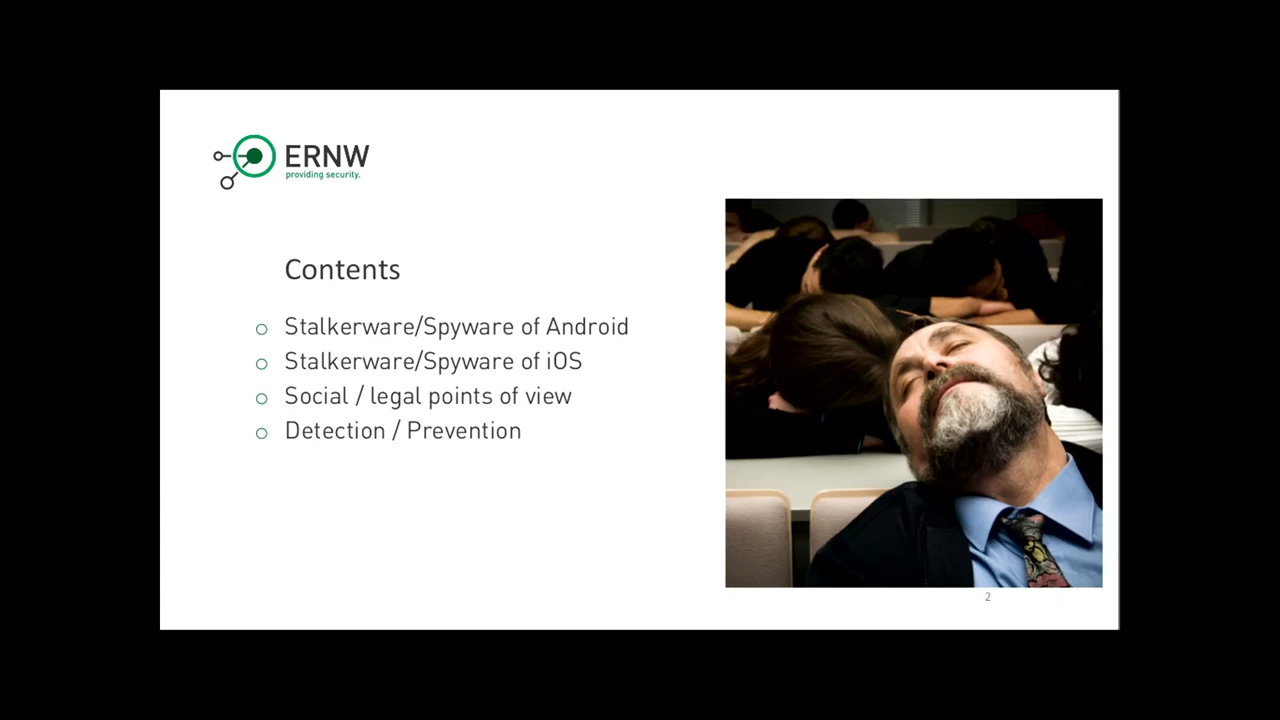 ERNW
providing security.
Contents
Stalkerware/Spyware of Android
Stalkerware/Spyware of iOS
Social / legal points of view
Detection / Prevention
2